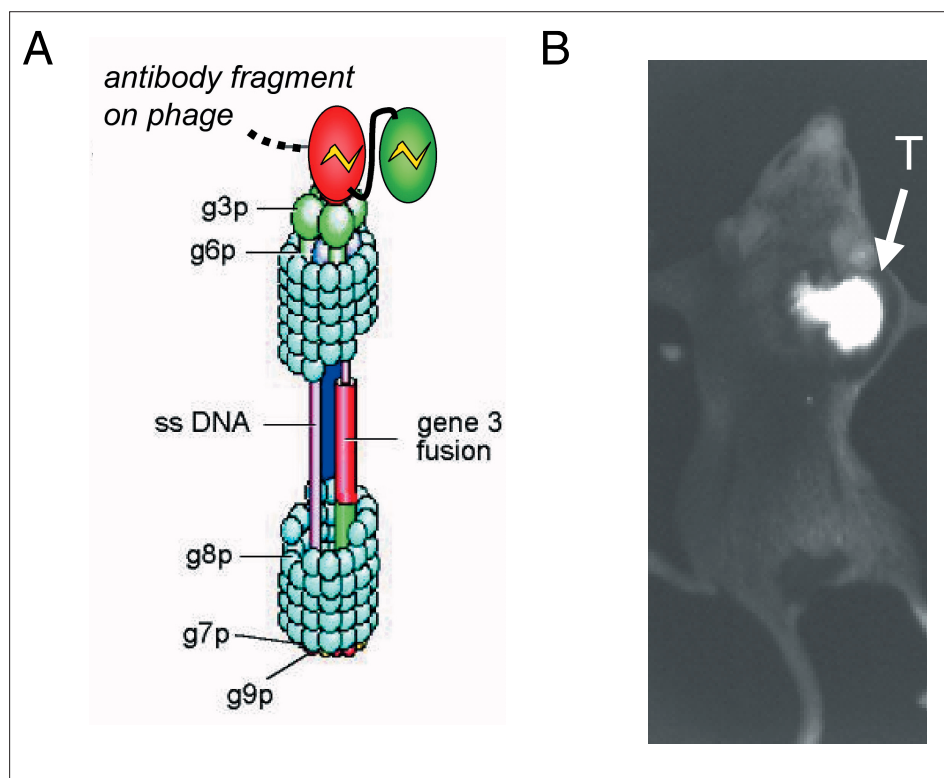 A
antibody fragment
on phage
g3p
g6p
ss DNA
gene 3
fusion
g8p
g7p
g9p
B
T